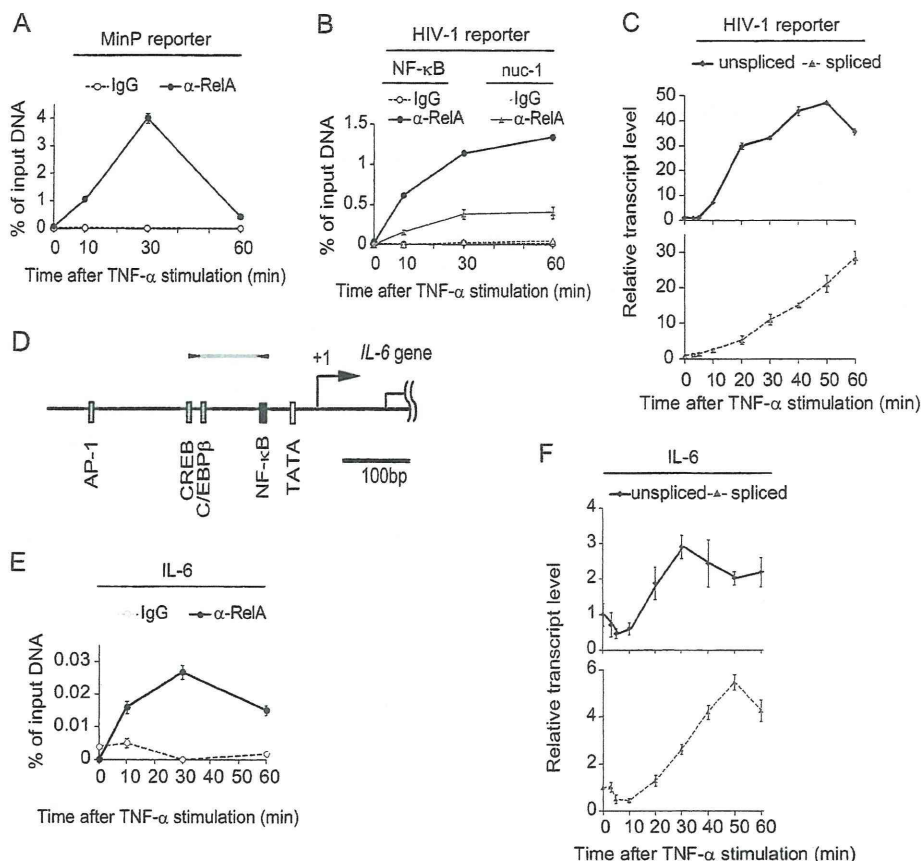 A
MinP reporter
IgG α-RelA
% of input DNA
4
3
2
1
0
0 10 30 60
Time after TNF-α stimulation (min)
B
HIV-1 reporter
NF-κB nuc-1
IgG IgG
α-RelA α-RelA
% of input DNA
1.5
1
0.5
0
0 10 30 60
Time after TNF-α stimulation (min)
C
HIV-1 reporter
unspliced spliced
Relative transcript level
50
40
30
20
10
0
30
20
10
0
0 10 20 30 40 50 60
Time after TNF-α stimulation (min)
D
+1 IL-6 gene
AP-1
CREB
C/EBPβ
NF-κB
TATA
100bp
E
IL-6
IgG α-RelA
% of input DNA
0.03
0.02
0.01
0
0 10 20 30 40 50 60
Time after TNF-α stimulation (min)
F
IL-6
unspliced spliced
Relative transcript level
4
3
2
1
0
6
4
2
0
0 10 20 30 40 50 60
Time after TNF-α stimulation (min)